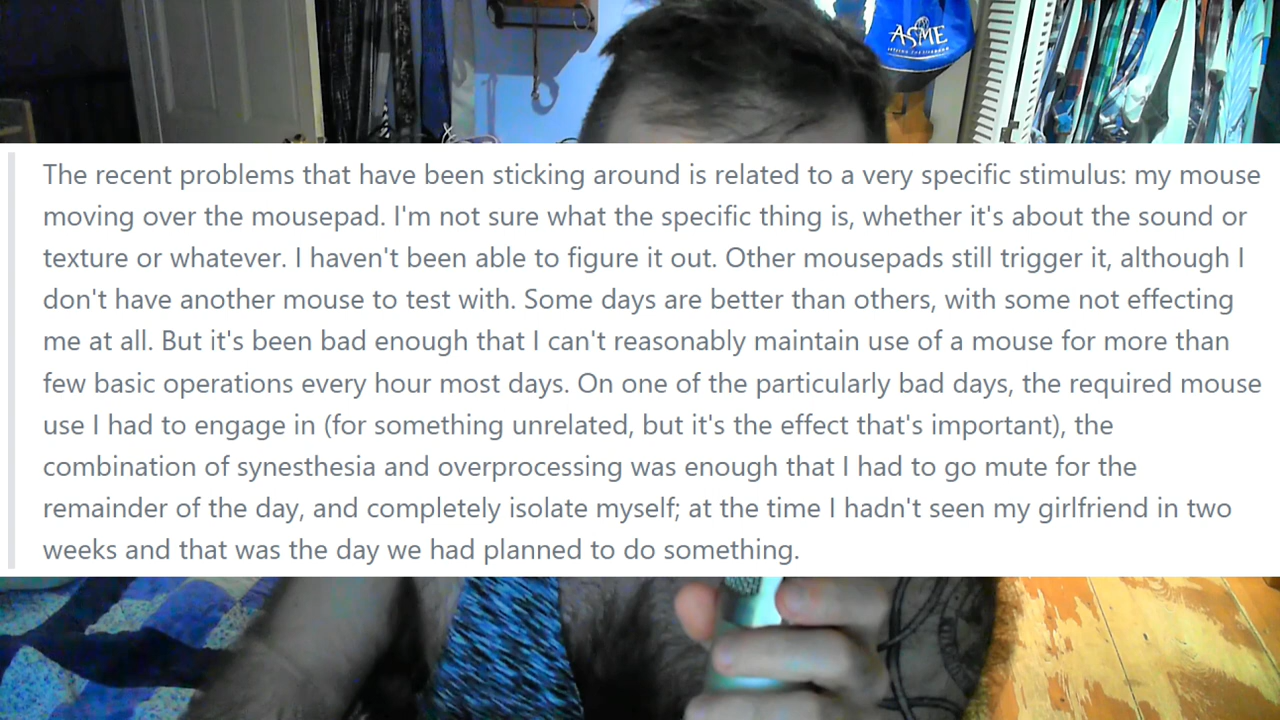 ASME
The recent problems that have been sticking around is related to a very specific stimulus: my mouse
moving over the mousepad. I'm not sure what the specific thing is, whether it's about the sound or
texture or whatever. I haven't been able to figure it out. Other mousepads still trigger it, although I
don't have another mouse to test with. Some days are better than others, with some not effecting
me at all. But it's been bad enough that I can't reasonably maintain use of a mouse for more than
few basic operations every hour most days. On one of the particularly bad days, the required mouse
use I had to engage in (for something unrelated, but it's the effect that's important), the
combination of synesthesia and overprocessing was enough that I had to go mute for the
remainder of the day, and completely isolate myself; at the time I hadn't seen my girlfriend in two
weeks and that was the day we had planned to do something.